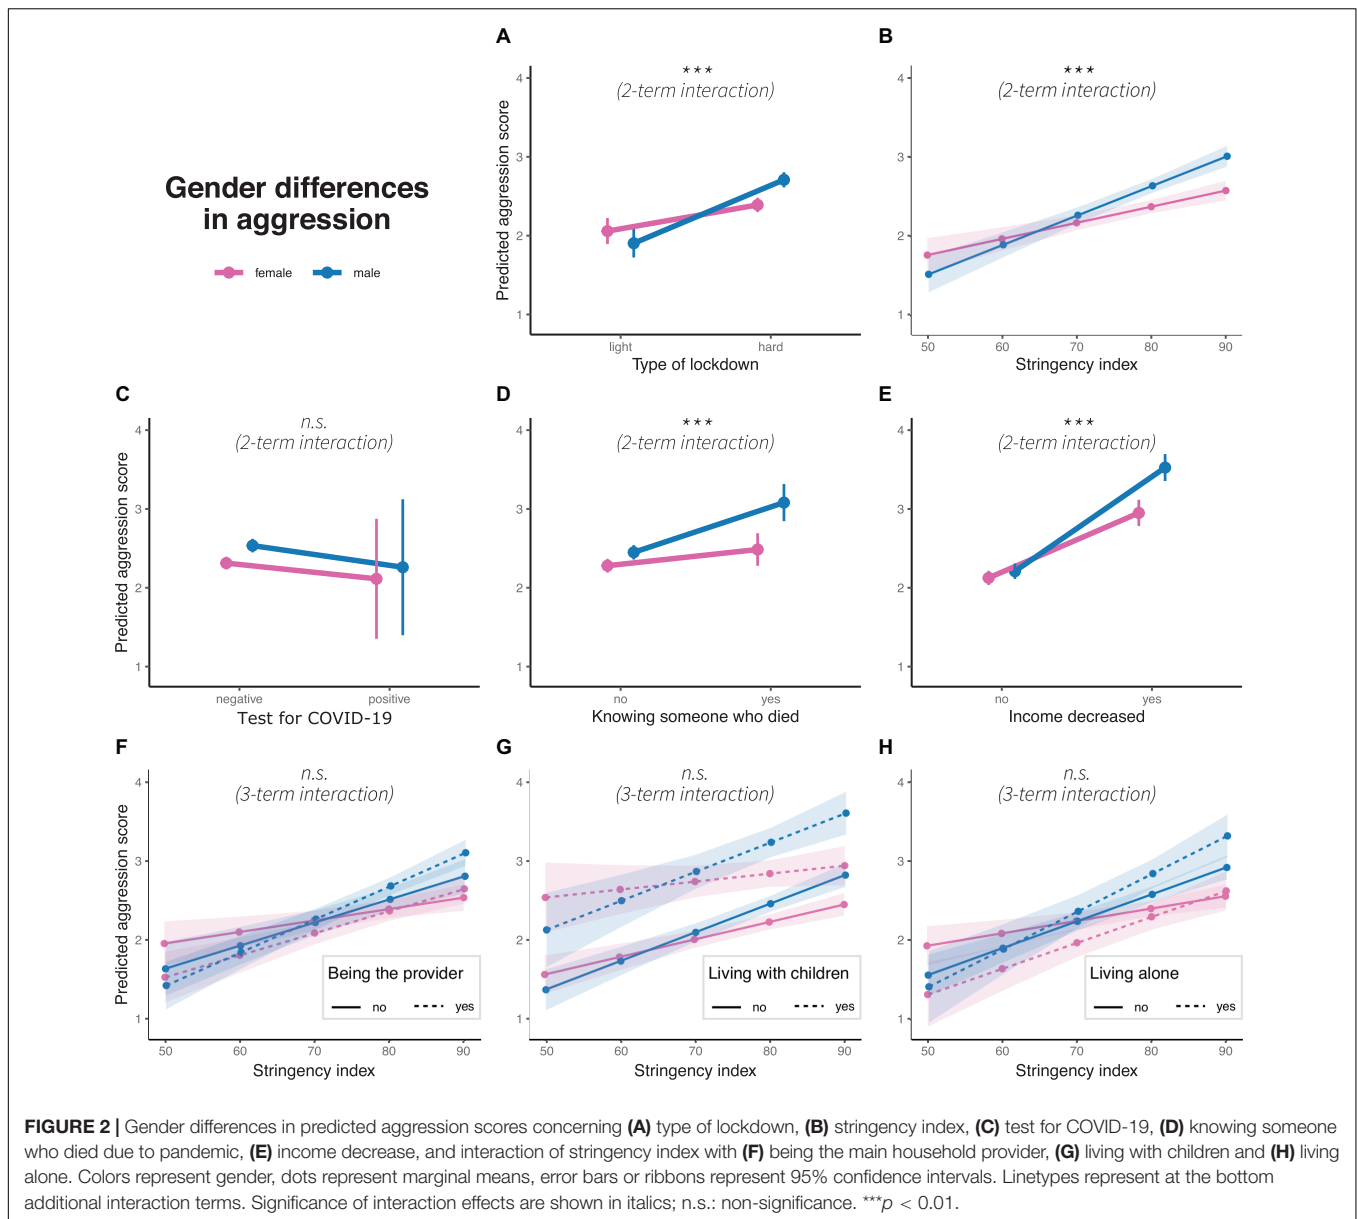 Gender differences
in aggression
female
male
A
***
(2-term interaction)
Predicted aggression score
4
3
2
1
light
hard
Type of lockdown
B
***
(2-term interaction)
4
3
2
1
50
60
70
80
90
Stringency index
C
n.s.
(2-term interaction)
Predicted aggression score
4
3
2
1
negative
positive
Test for COVID-19
D
***
(2-term interaction)
4
3
2
1
no
yes
Knowing someone who died
E
***
(2-term interaction)
4
3
2
1
no
yes
Income decreased
F
n.s.
(3-term interaction)
Predicted aggression score
4
3
2
1
Being the provider
no
yes
50
60
70
80
90
Stringency index
G
n.s.
(3-term interaction)
4
3
2
1
Living with children
no
yes
50
60
70
80
90
Stringency index
H
n.s.
(3-term interaction)
4
3
2
1
Living alone
no
yes
50
60
70
80
90
Stringency index
FIGURE 2 | Gender differences in predicted aggression scores concerning (A) type of lockdown, (B) stringency index, (C) test for COVID-19, (D) knowing someone
who died due to pandemic, (E) income decrease, and interaction of stringency index with (F) being the main household provider, (G) living with children and (H) living
alone. Colors represent gender, dots represent marginal means, error bars or ribbons represent 95% confidence intervals. Linetypes represent at the bottom
additional interaction terms. Significance of interaction effects are shown in italics; n.s.: non-significance. ***p < 0.01.